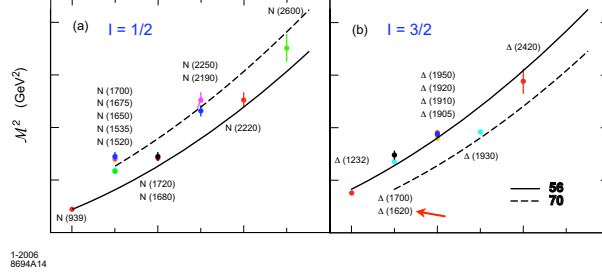 (a)
I = 1/2
N (2600)
N (2250)
N (2190)
N (1700)
N (1675)
N (1650)
N (1535)
N (1520)
N (2220)
N (1720)
N (1680)
N (939)
ℳ² (GeV²)
(b)
I = 3/2
Δ (2420)
Δ (1950)
Δ (1920)
Δ (1910)
Δ (1905)
Δ (1232)
Δ (1930)
Δ (1700)
Δ (1620)
56
70
1-2006
8694A14